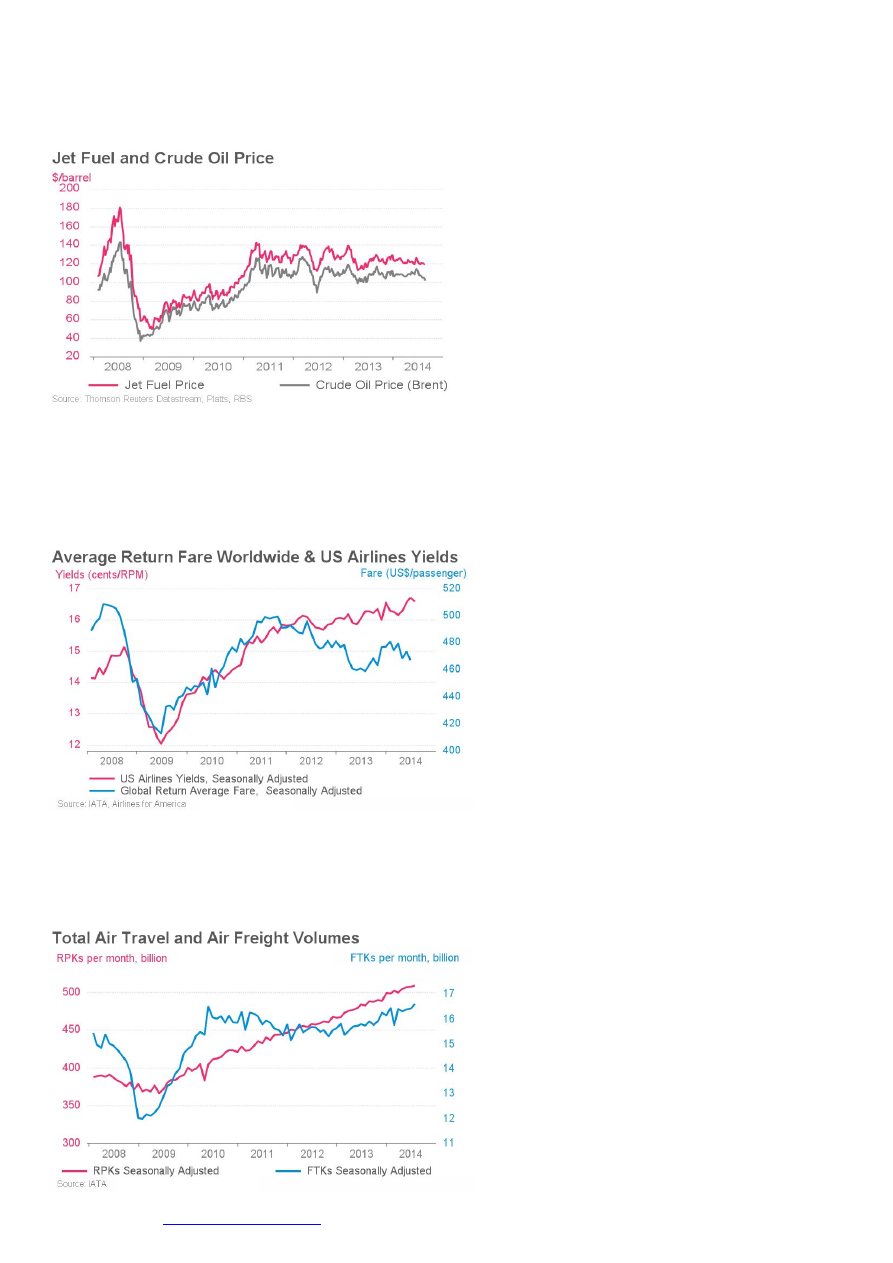 Jet Fuel and Crude Oil Price
$/barrel
200
180
160
140
120
100
80
60
40
20
2008 2009 2010 2011 2012 2013 2014
Jet Fuel Price Crude Oil Price (Brent)
Source: Thomson Reuters Datastream, Platts, RBS
Average Return Fare Worldwide & US Airlines Yields
Yields (cents/RPM) Fare (US$/passenger)
17 520
16 500
15 480
14 460
13 440
12 420
400
2008 2009 2010 2011 2012 2013 2014
US Airlines Yields, Seasonally Adjusted
Global Return Average Fare, Seasonally Adjusted
Source: IATA, Airlines for America
Total Air Travel and Air Freight Volumes
RPKs per month, billion FTKs per month, billion
500 17
450 16
400 15
350 14
300 13
12
11
2008 2009 2010 2011 2012 2013 2014
RPKs Seasonally Adjusted FTKs Seasonally Adjusted
Source: IATA